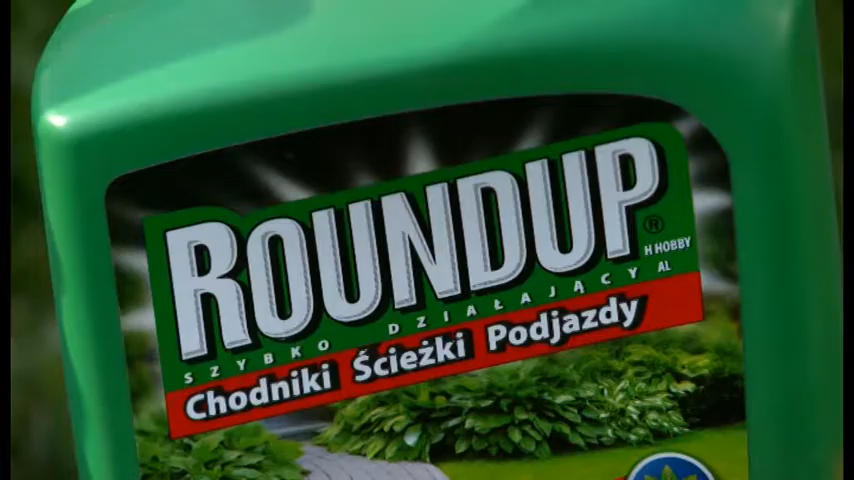 ROUNDUP®
H HOBBY
AL
SZYBKO DZIAŁAJĄCY
Chodniki Ścieżki Podjazdy